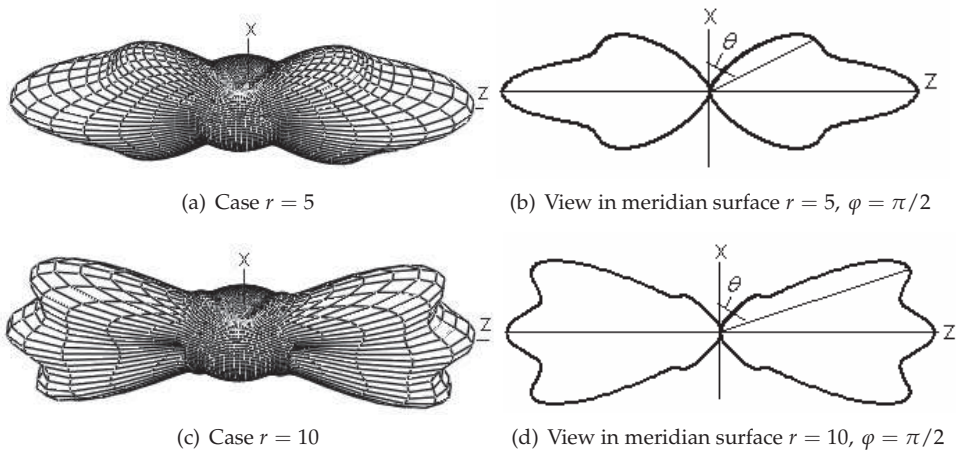 X
Z
(a) Case r = 5
X
θ
Z
(b) View in meridian surface r = 5, φ = π/2
X
Z
(c) Case r = 10
X
θ
Z
(d) View in meridian surface r = 10, φ = π/2